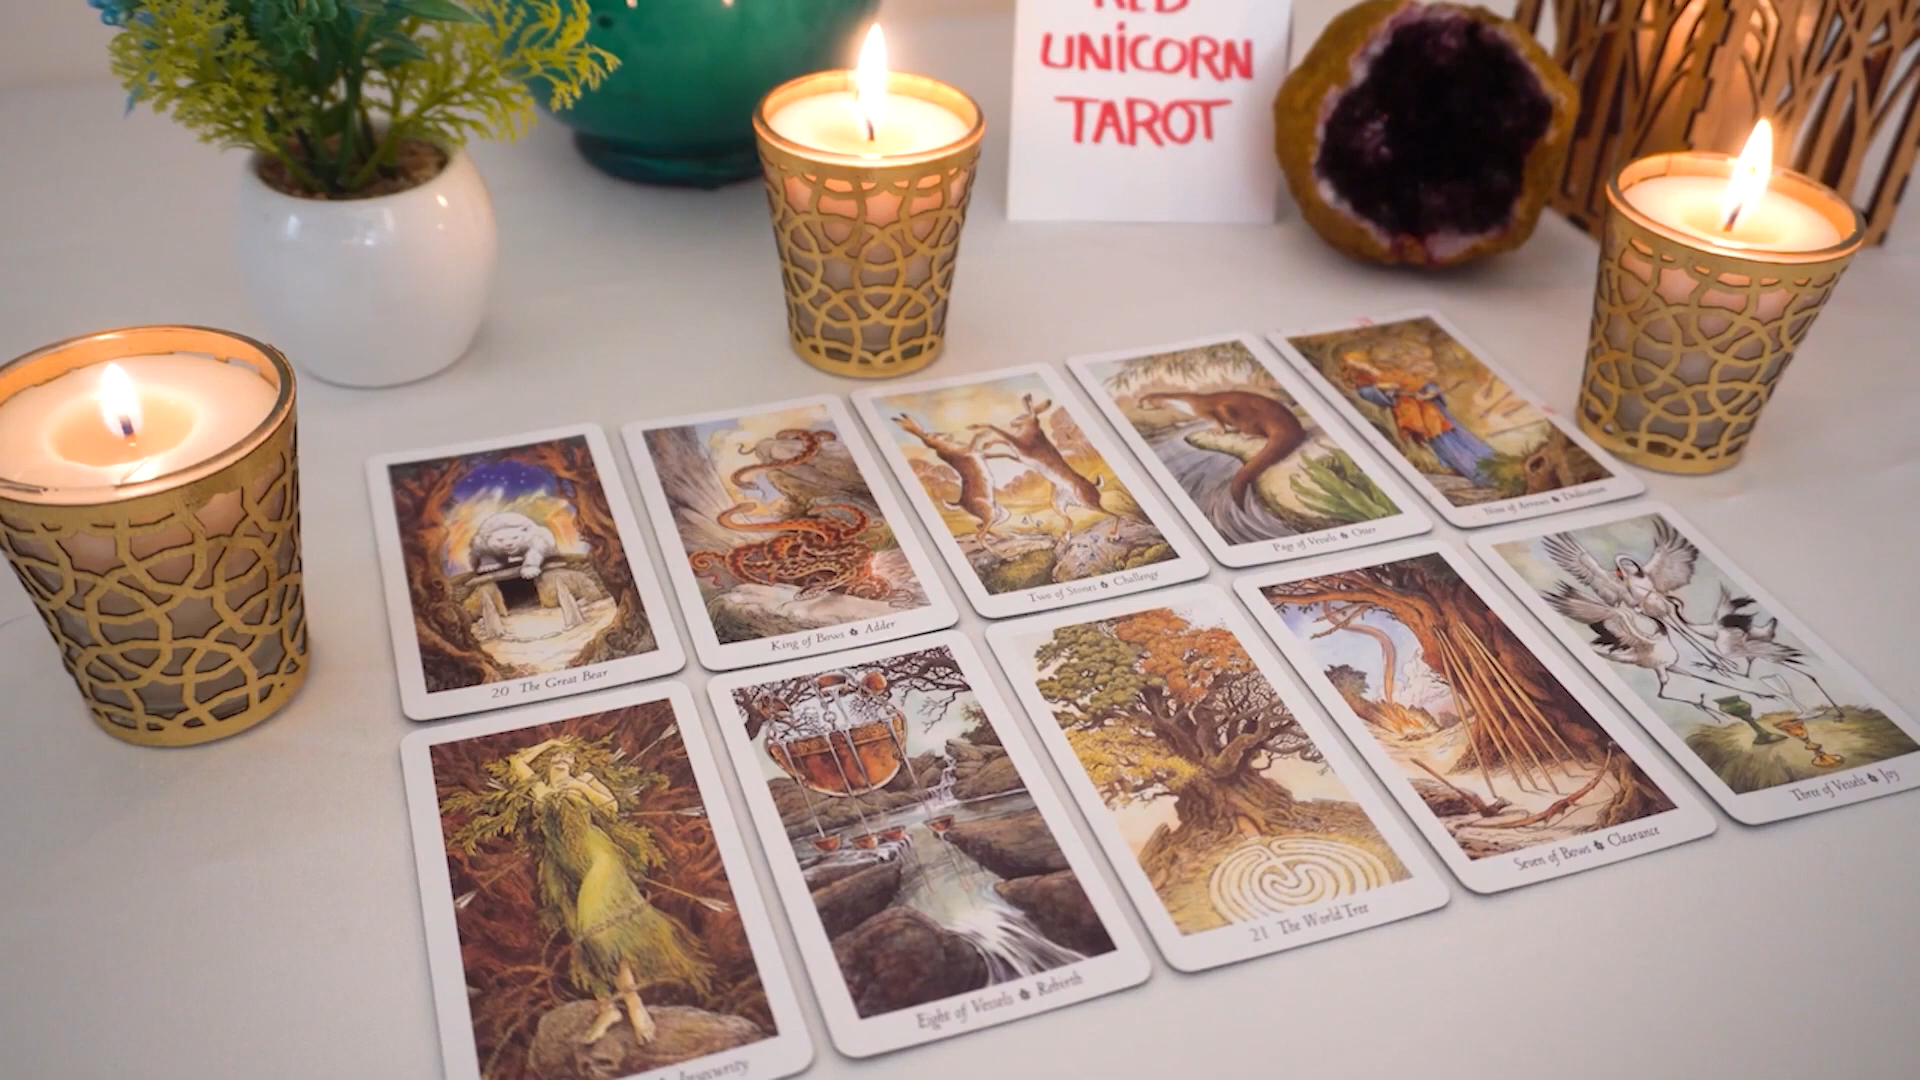 RED
UNICORN
TAROT
20 The Great Bear
King of Bows Adder
Two of Stones Challenge
Page of Vessels Otter
Nine of Arrows Dedication
Insecurity
Eight of Vessels Rebirth
21 The World Tree
Seven of Bows Clearance
Three of Vessels Joy